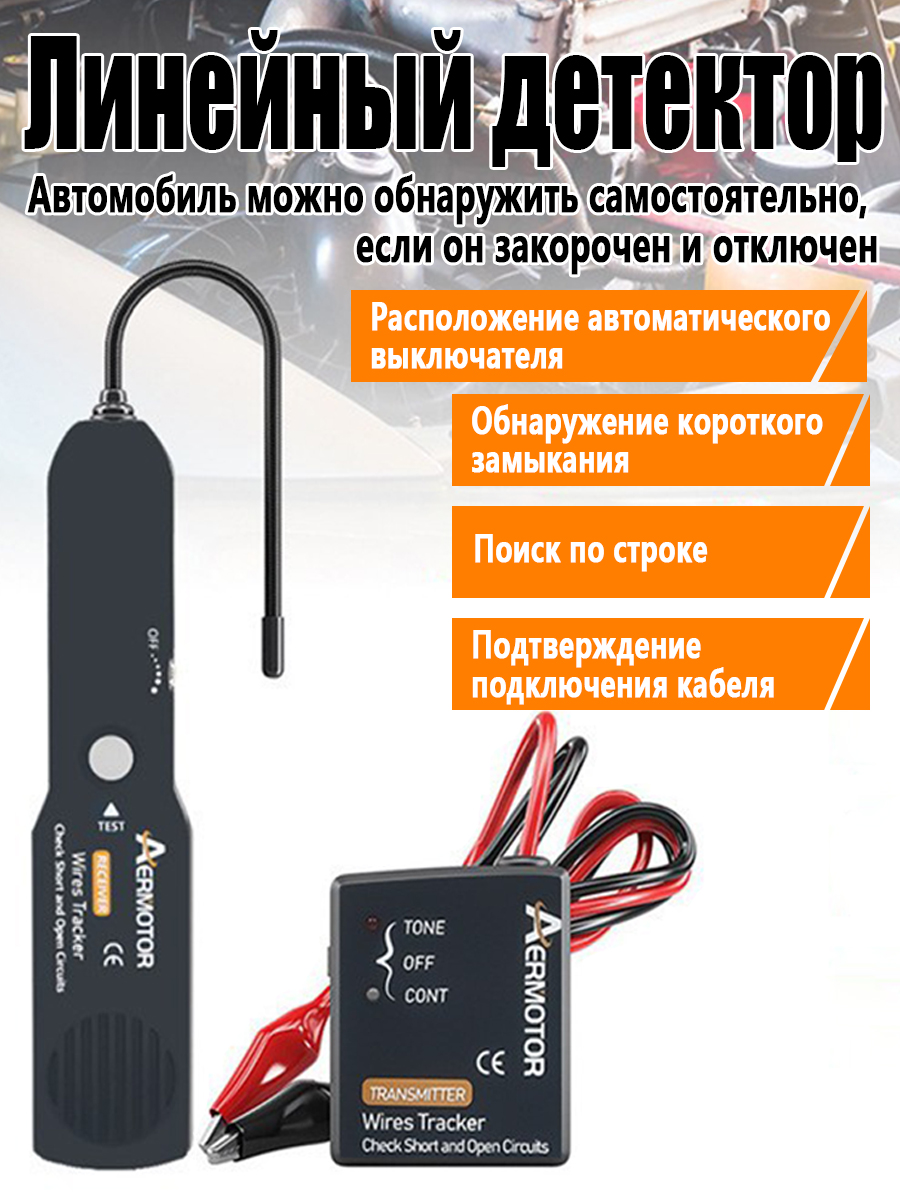 Линейный детектор
Автомобиль можно обнаружить самостоятельно,
если он закорочен и отключен
Расположение автоматического
выключателя
Обнаружение короткого
замыкания
Поиск по строке
Подтверждение
подключения кабеля
OFF
TEST
AERMOTOR
RECEIVER
Wires Tracker
Check Short and Open Circuits
CE
TONE
OFF
CONT
AERMOTOR
CE
TRANSMITTER
Wires Tracker
Check Short and Open Circuits